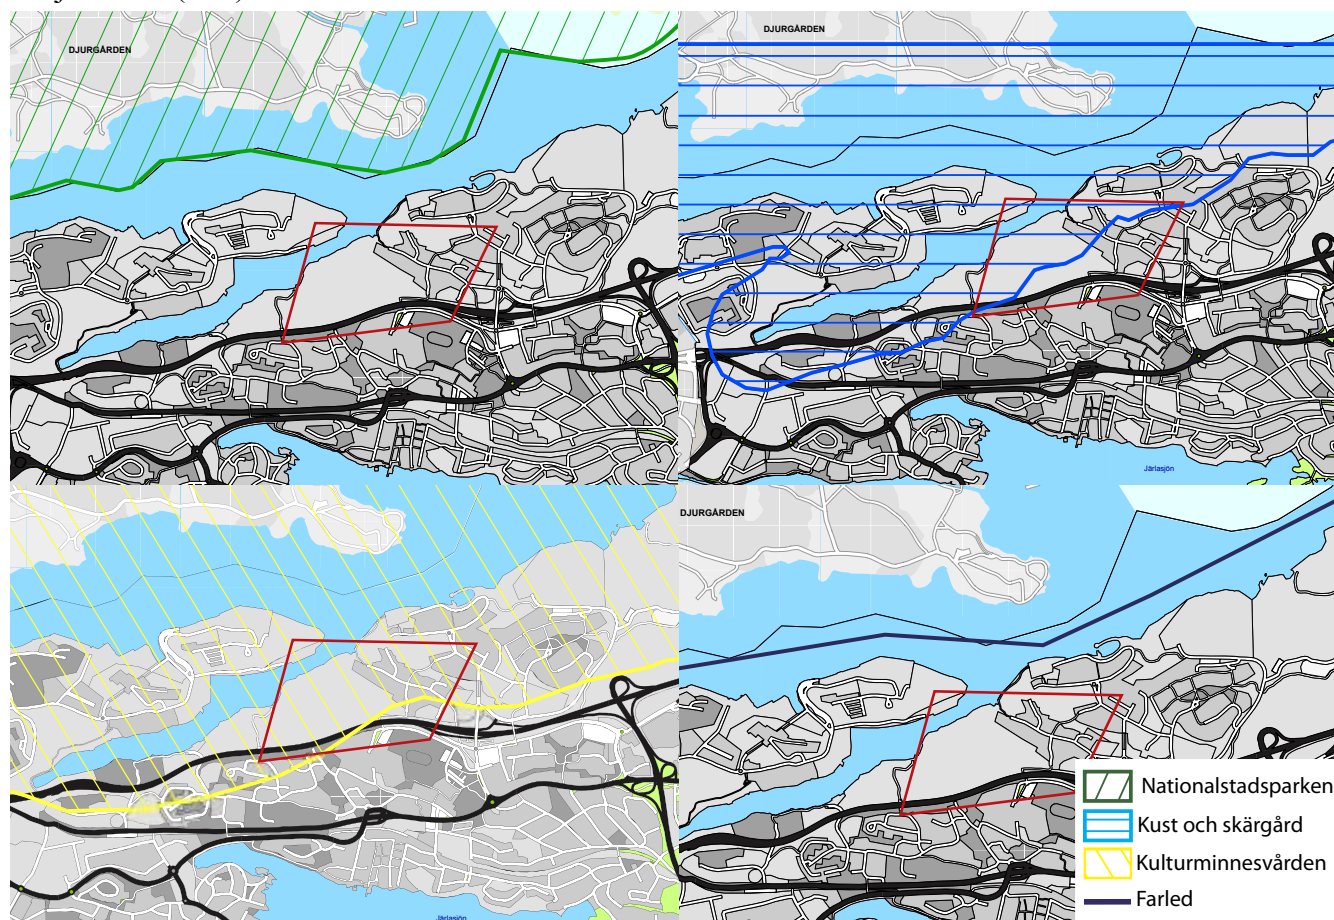 DJURGÅRDEN
DJURGÅRDEN
Järlasjön
DJURGÅRDEN
Nationalstadsparken
Kust och skärgård
Kulturminnesvården
Farled
Järlasjön